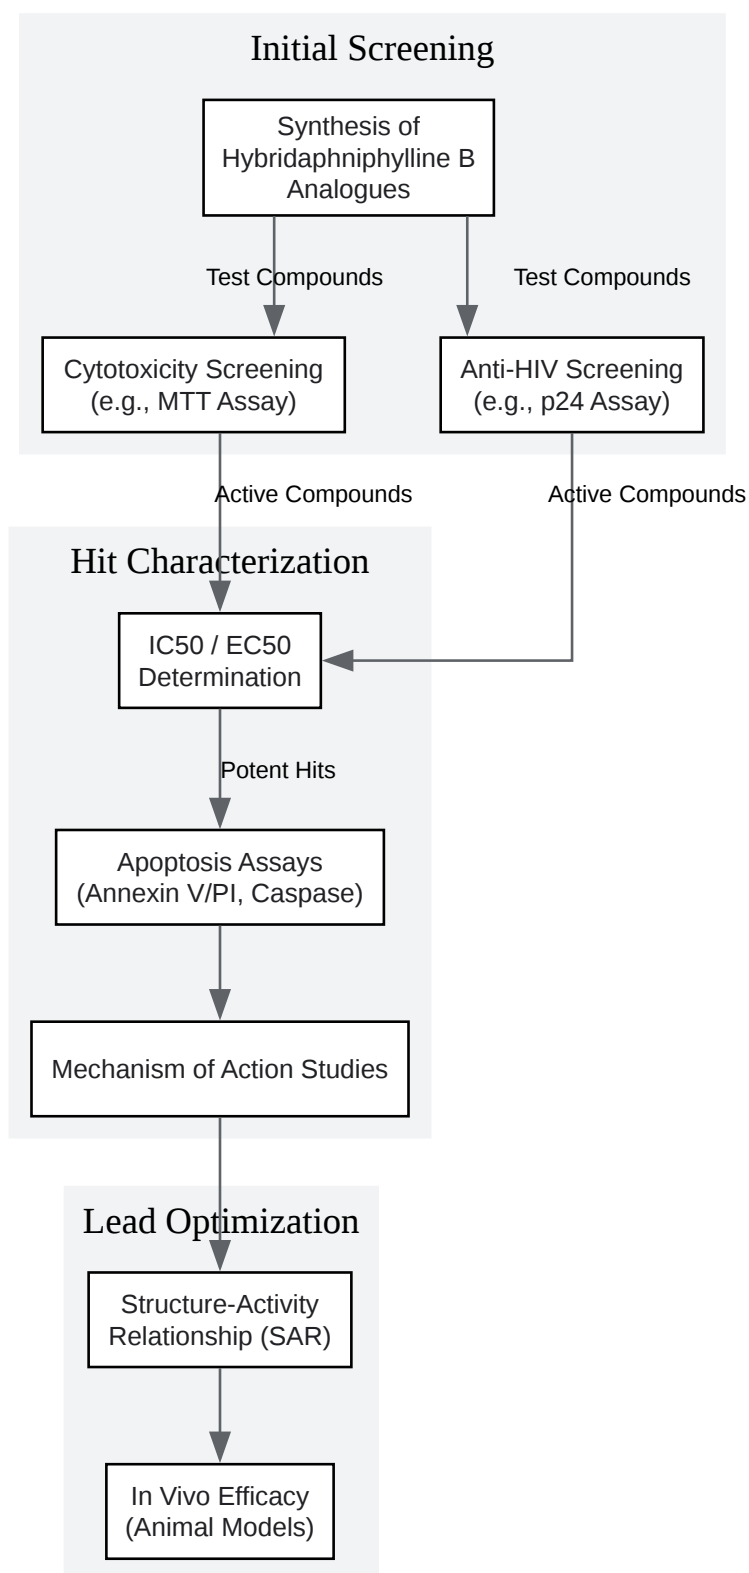 Initial Screening
Synthesis of
Hybridaphniphylline B
Analogues
Test Compounds
Test Compounds
Cytotoxicity Screening
(e.g., MTT Assay)
Anti-HIV Screening
(e.g., p24 Assay)
Active Compounds
Active Compounds
Hit Characterization
IC50 / EC50
Determination
Potent Hits
Apoptosis Assays
(Annexin V/PI, Caspase)
Mechanism of Action Studies
Lead Optimization
Structure-Activity
Relationship (SAR)
In Vivo Efficacy
(Animal Models)